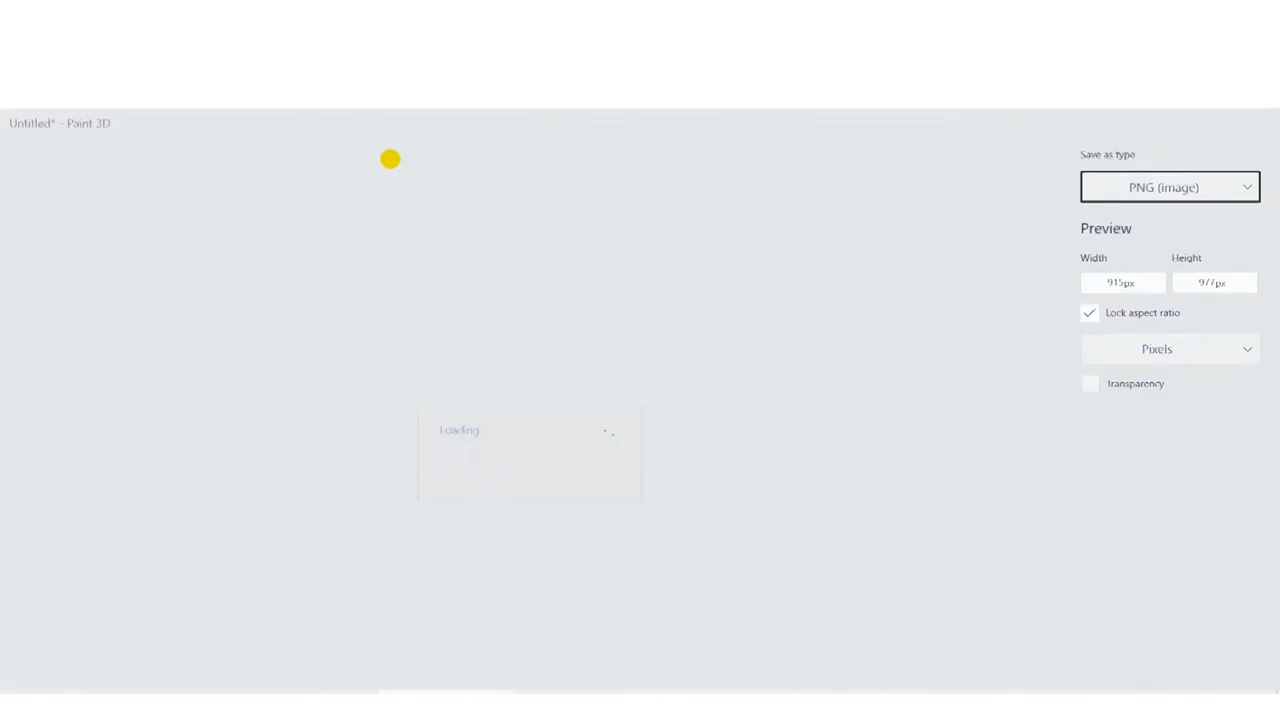 Untitled* - Paint 3D
Save as type
PNG (image)
Preview
Width Height
915px 977px
Lock aspect ratio
Pixels
Transparency
Loading